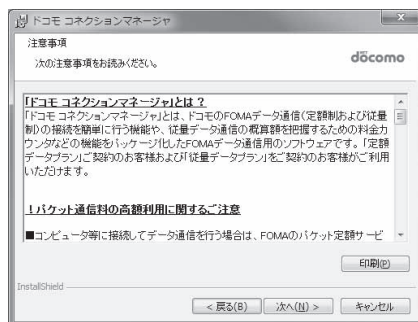 ドコモ コネクションマネージャ
注意事項
次の注意事項をお読みください。
döcomo
「ドコモ コネクションマネージャ」とは ?
「ドコモ コネクションマネージャ」とは、ドコモのFOMAデータ通信（定額制および従量
制）の接続を簡単に行う機能や、従量データ通信の概算額を把握するための料金カ
ウンタなどの機能をパッケージ化したFOMAデータ通信用のソフトウェアです。「定額
データプラン」ご契約のお客様および「従量データプラン」をご契約のお客様がご利用
いただけます。
！パケット通信料の高額利用に関するご注意
■コンピュータ等に接続してデータ通信を行う場合は、FOMAのパケット定額サービ
印刷(P)
InstallShield
< 戻る(B)
次へ(N) >
キャンセル